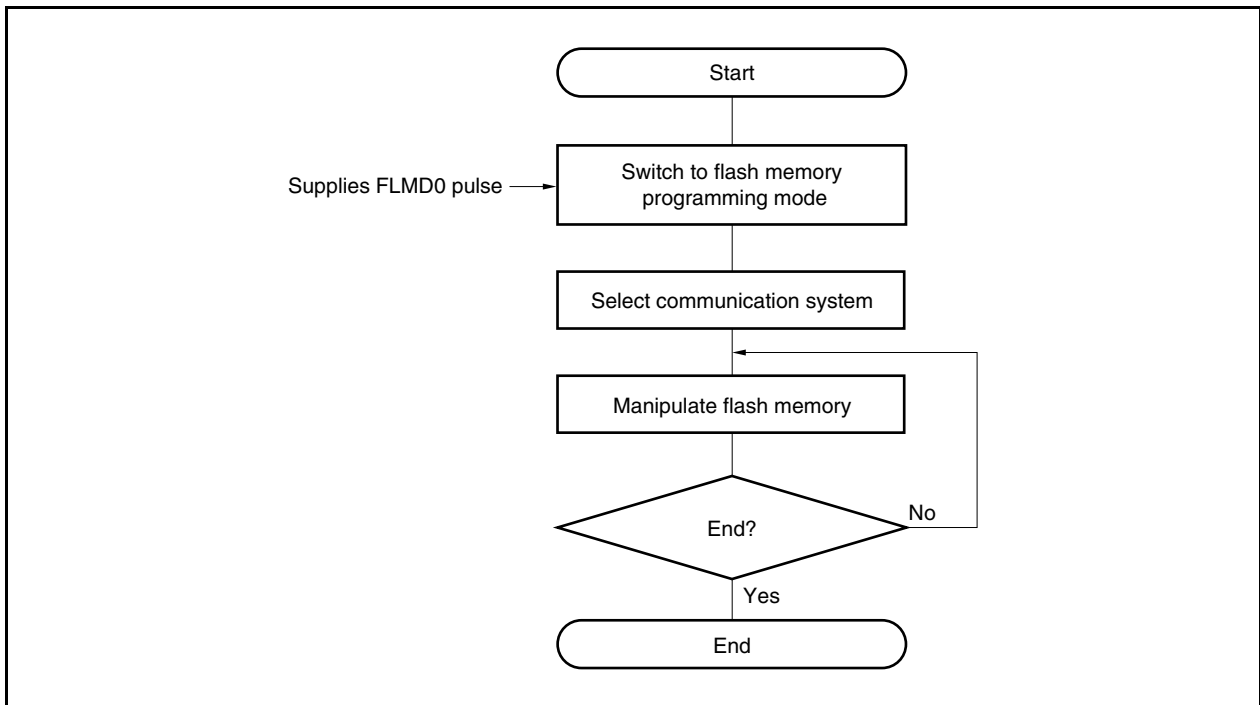 Start
Supplies FLMD0 pulse
Switch to flash memory
programming mode
Select communication system
Manipulate flash memory
End?
No
Yes
End